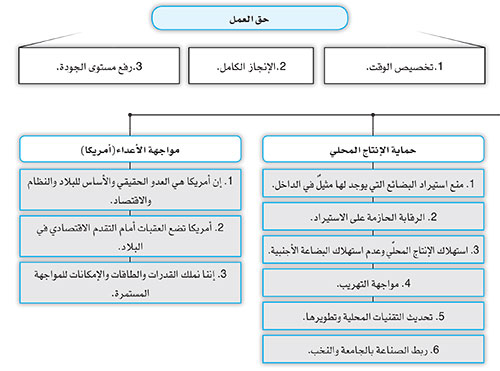 حق العمل
1. تخصيص الوقت.
2. الإنجاز الكامل.
3. رفع مستوى الجودة.
حماية الإنتاج المحلي
1. منع استيراد البضائع التي يوجد لها مثيلٌ في الداخل.
2. الرقابة الحازمة على الاستيراد.
3. استهلاك الإنتاج المحلّي وعدم استهلاك البضاعة الأجنبية.
4. مواجهة التهريب.
5. تحديث التقنيات المحلية وتطويرها.
6. ربط الصناعة بالجامعة والنخب.
مواجهة الأعداء (أمريكا)
1. إن أمريكا هي العدو الحقيقي والأساس للبلاد والنظام
والاقتصاد.
2. أمريكا تضع العقبات أمام التقدم الاقتصادي في
البلاد.
3. إننا نملك القدرات والطاقات والإمكانات للمواجهة
المستمرة.